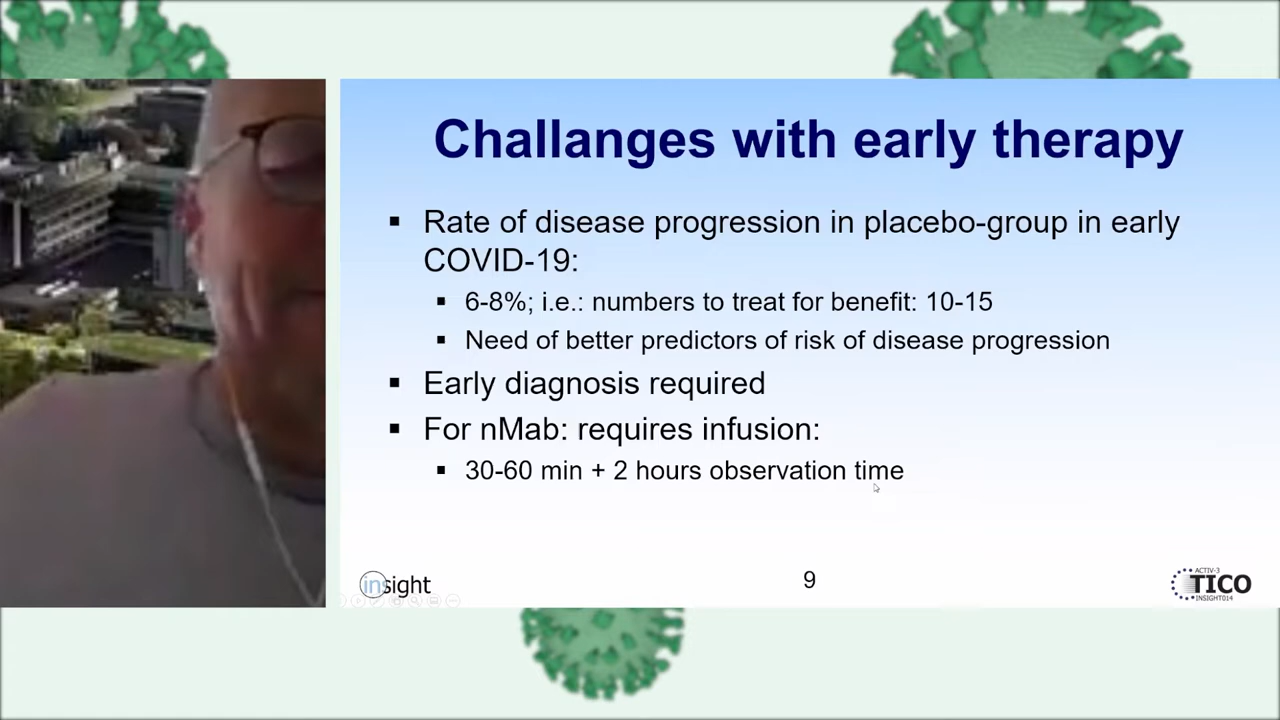 Challanges with early therapy
▪ Rate of disease progression in placebo-group in early
COVID-19:
▪ 6-8%; i.e.: numbers to treat for benefit: 10-15
▪ Need of better predictors of risk of disease progression
▪ Early diagnosis required
▪ For nMab: requires infusion:
▪ 30-60 min + 2 hours observation time
insight
9
ACTIV-3
TICO
INSIGHT014